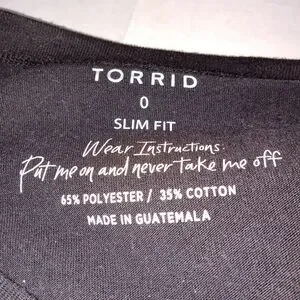 TORRID
0
SLIM FIT
Wear Instructions:
Put me on and never take me off
65% POLYESTER / 35% COTTON
MADE IN GUATEMALA